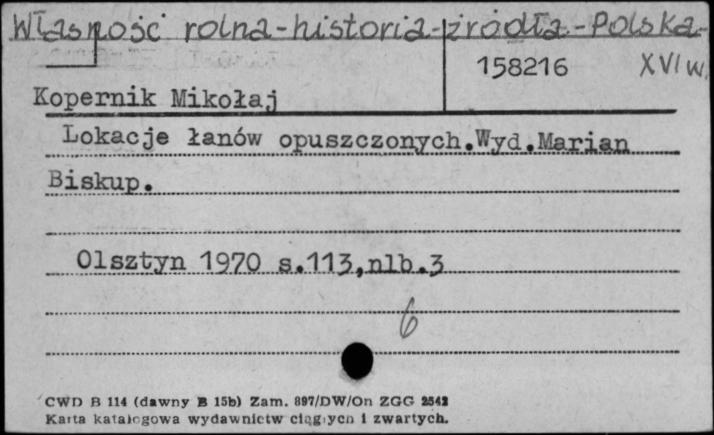 Własność rolna-historia-źródła-Polska-
158216 XVI w.
Kopernik Mikołaj
Lokacje łanów opuszczonych.Wyd.Marian
Biskup.
Olsztyn 1970 s.113,nlb.3
6
CWD B 114 (dawny B 15b) Zam. 897/DW/On ZGG 2542
Karta katalogowa wydawnictw ciągłych i zwartych.